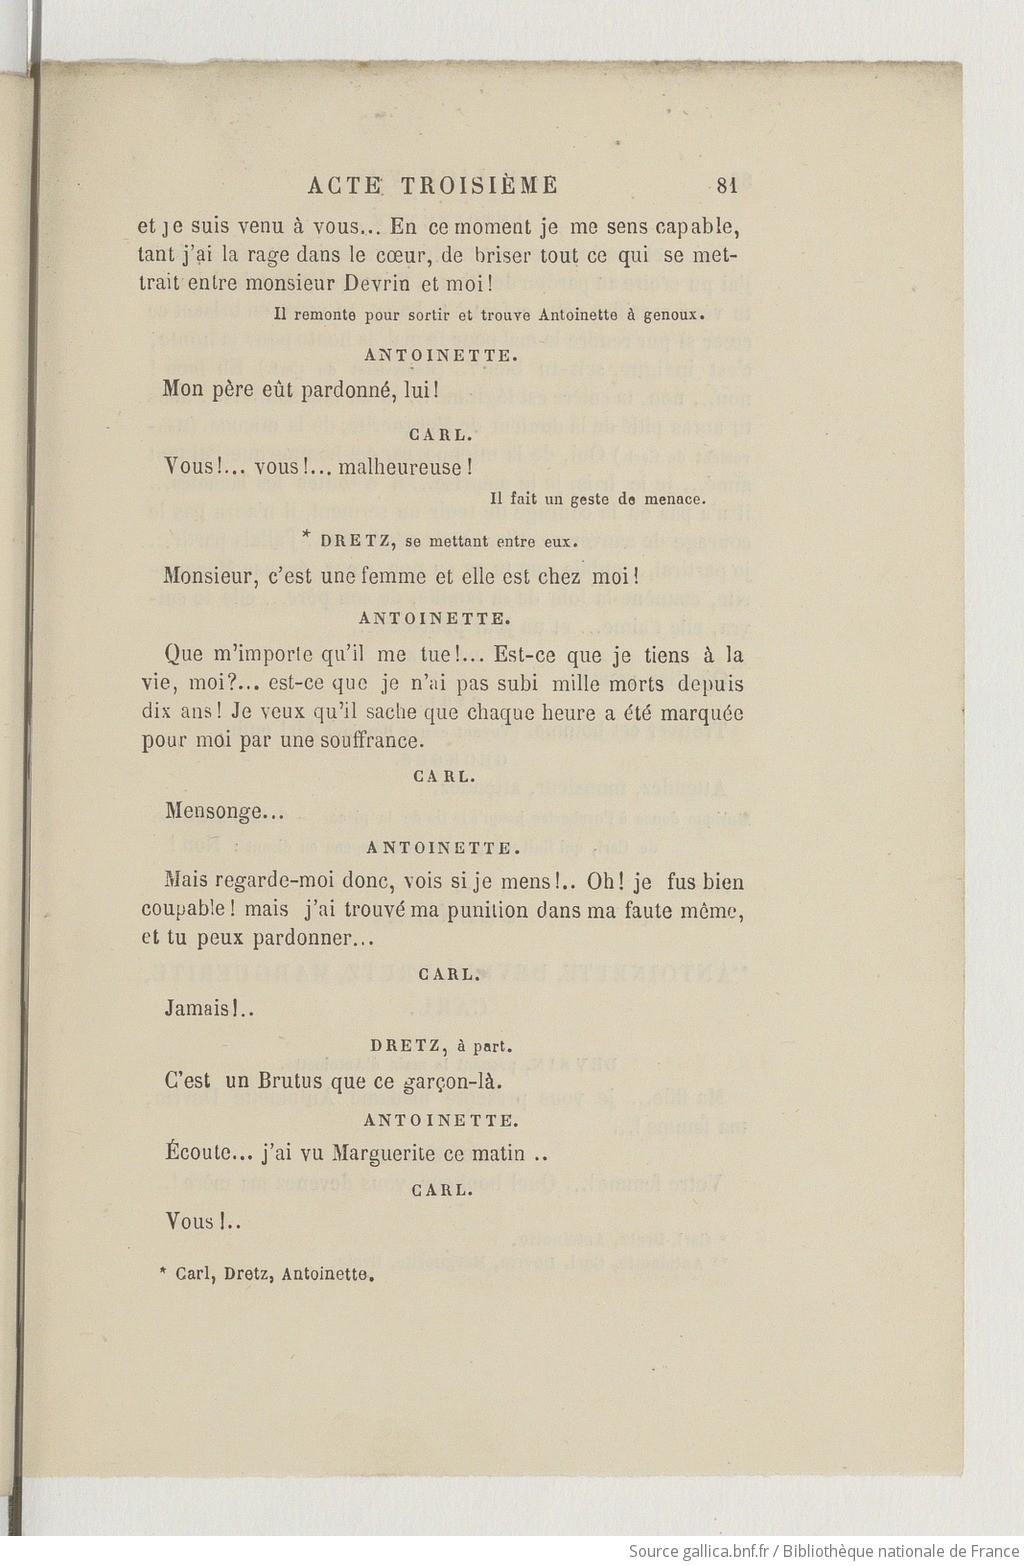 ACTE TROISIÈME 81
et je suis venu à vous... En ce moment je me sens capable,
tant j'ai la rage dans le cœur, de briser tout ce qui se met-
trait entre monsieur Devrin et moi!
Il remonte pour sortir et trouve Antoinette à genoux.
ANTOINETTE.
Mon père eût pardonné, lui!
CARL.
Vous!... vous!... malheureuse!
Il fait un geste de menace.
* DRETZ, se mettant entre eux.
Monsieur, c'est une femme et elle est chez moi!
ANTOINETTE.
Que m'importe qu'il me tue!... Est-ce que je tiens à la
vie, moi?... est-ce que je n'ai pas subi mille morts depuis
dix ans! Je veux qu'il sache que chaque heure a été marquée
pour moi par une souffrance.
CARL.
Mensonge...
ANTOINETTE.
Mais regarde-moi donc, vois si je mens!.. Oh! je fus bien
coupable! mais j'ai trouvé ma punition dans ma faute même,
et tu peux pardonner...
CARL.
Jamais!..
DRETZ, à part.
C'est un Brutus que ce garçon-là.
ANTOINETTE.
Écoute... j'ai vu Marguerite ce matin ..
CARL.
Vous!..
* Carl, Dretz, Antoinette.
Source gallica.bnf.fr / Bibliothèque nationale de France